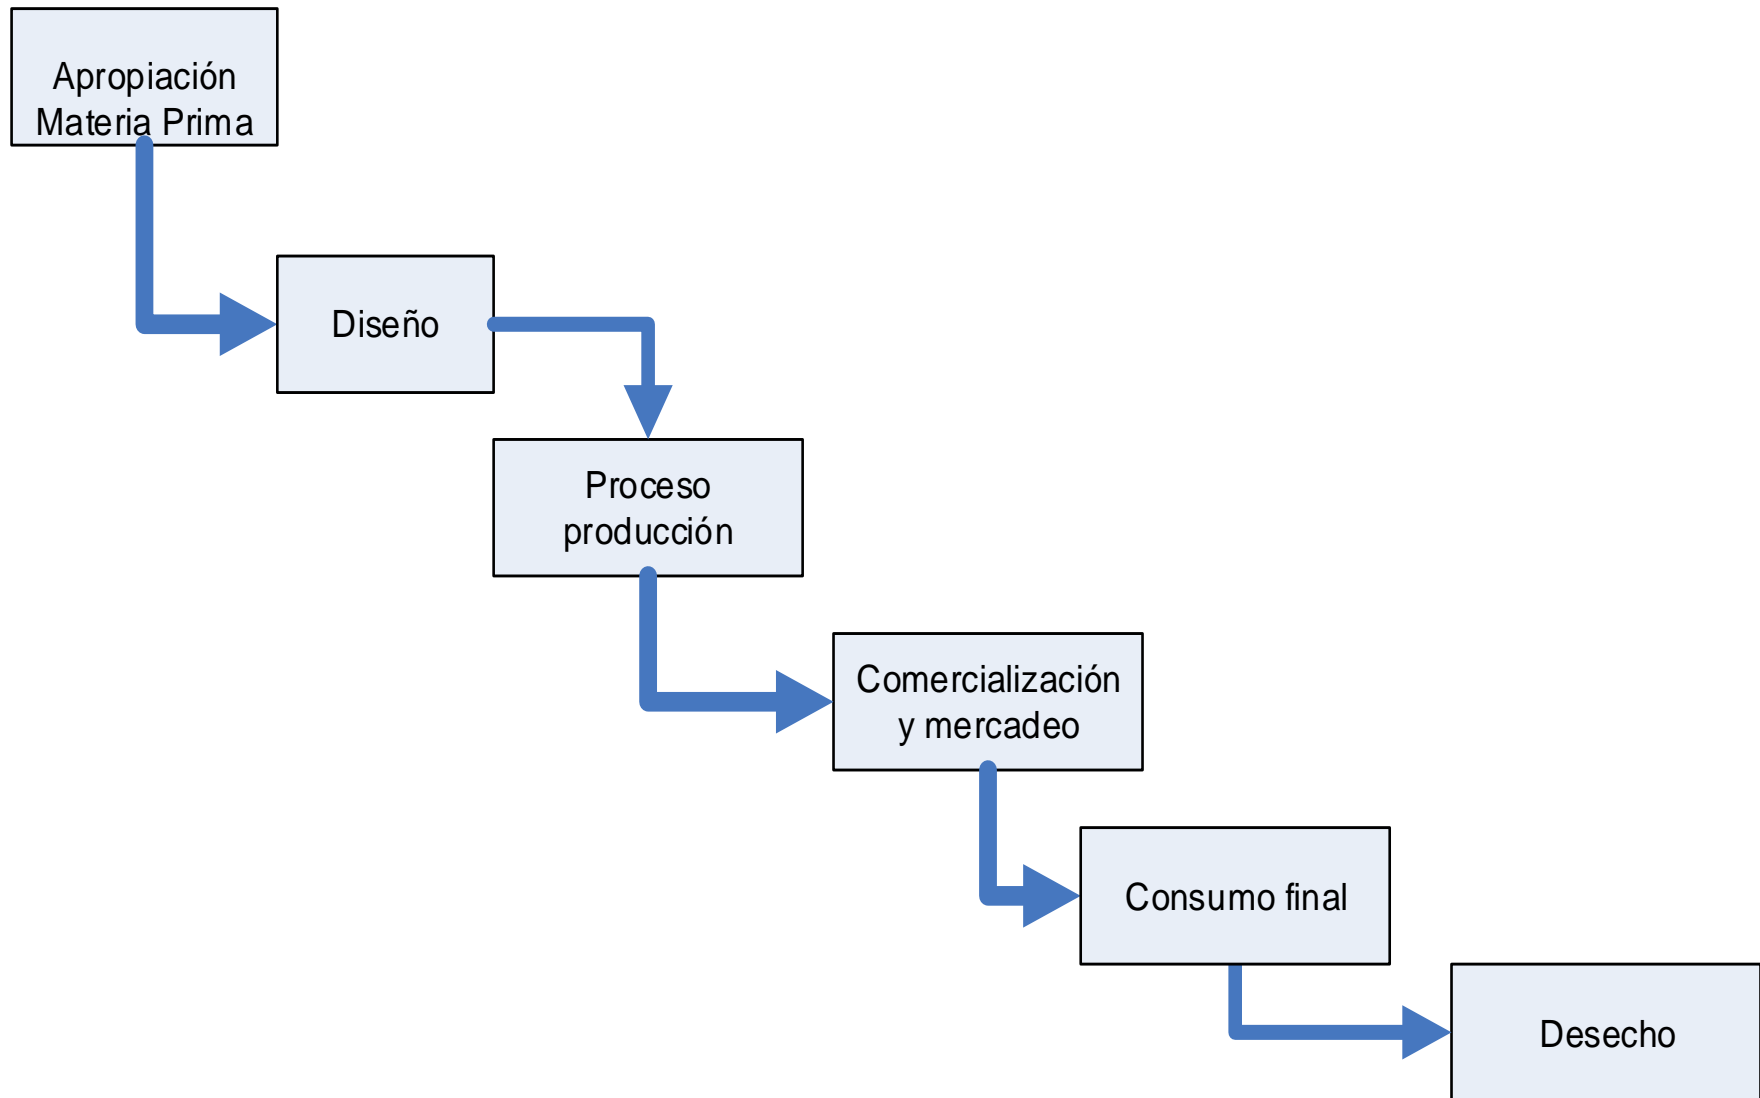 Apropiación
Materia Prima
Diseño
Proceso
producción
Comercialización
y mercadeo
Consumo final
Desecho